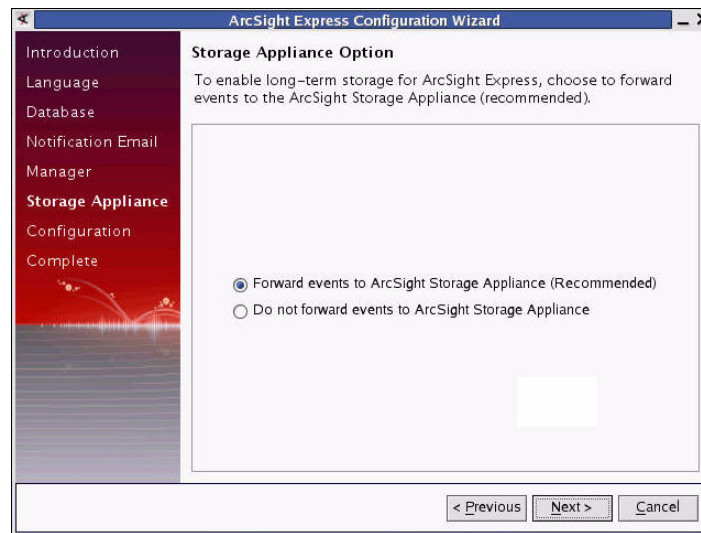 ArcSight Express Configuration Wizard
Introduction
Language
Database
Notification Email
Manager
Storage Appliance
Configuration
Complete
Storage Appliance Option
To enable long-term storage for ArcSight Express, choose to forward
events to the ArcSight Storage Appliance (recommended).
Forward events to ArcSight Storage Appliance (Recommended)
Do not forward events to ArcSight Storage Appliance
< Previous
Next >
Cancel